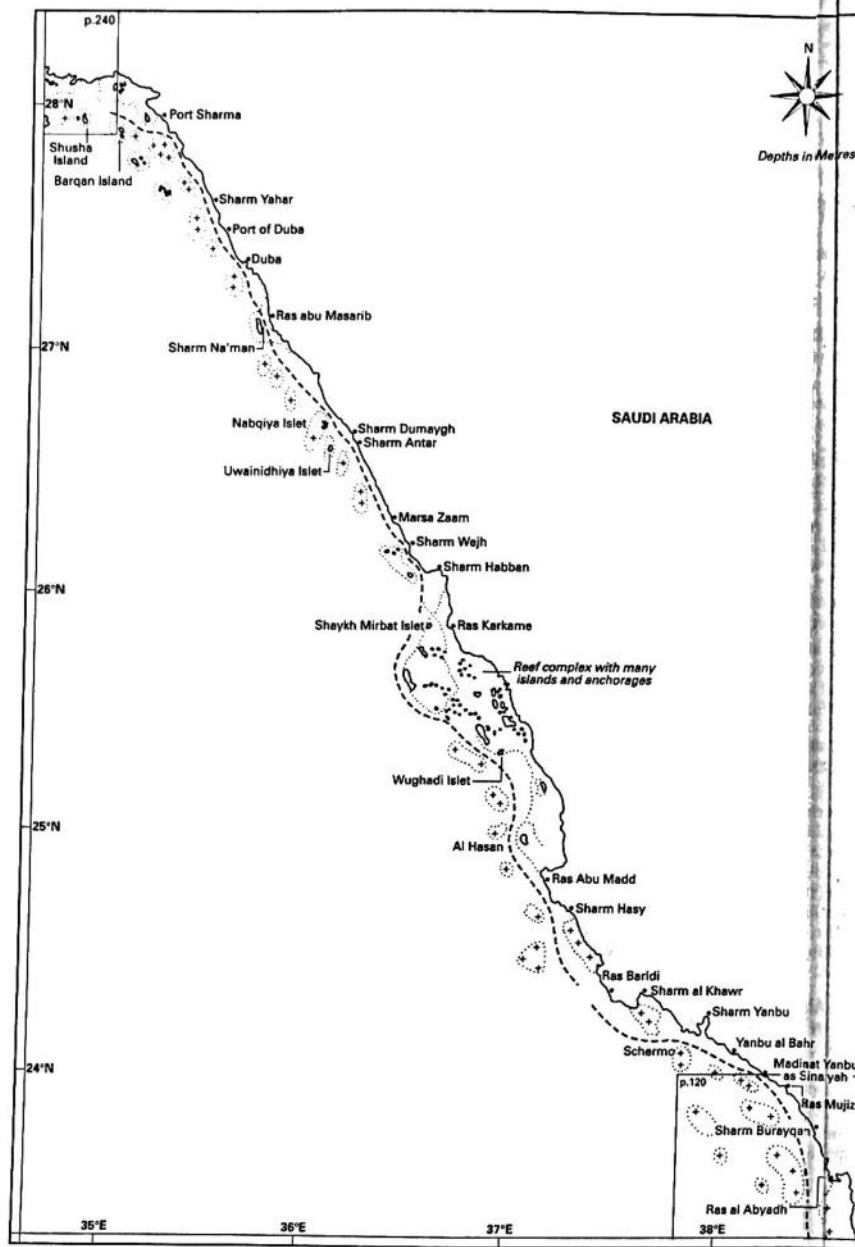 p.240
N
28°N
Port Sharma
Depths in Metres
Shusha
Island
Barqan Island
Sharm Yahar
Port of Duba
Duba
Ras abu Masarib
Sharm Na'man
27°N
SAUDI ARABIA
Nabqiya Islet
Sharm Dumaygh
Sharm Antar
Uwainidhiya Islet
Marsa Zaam
Sharm Wejh
Sharm Habban
26°N
Shaykh Mirbat Islet
Ras Karkame
Reef complex with many
islands and anchorages
Wughadi Islet
25°N
Al Hasan
Ras Abu Madd
Sharm Hasy
Ras Baridi
Sharm al Khawr
Sharm Yanbu
Yanbu al Bahr
Schermo
24°N
Madinat Yanbu
as Sina'iyah
p.120
Ras Mujiz
Sharm Burayqah
Ras al Abyadh
35°E
36°E
37°E
38°E